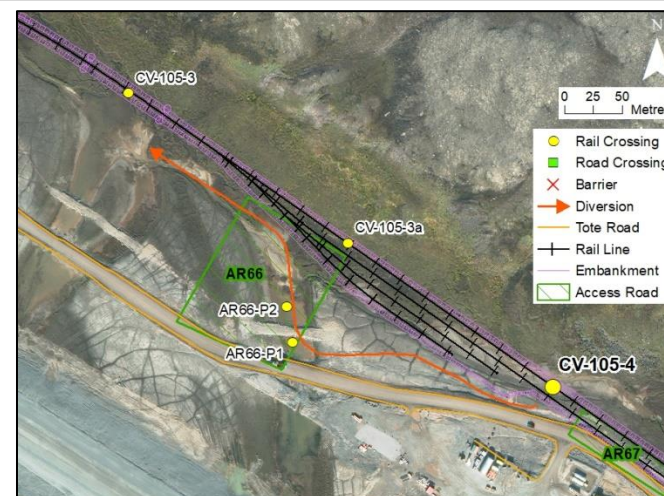 N
CV-105-3
0 25 50
Metre
Rail Crossing
Road Crossing
Barrier
Diversion
Tote Road
Rail Line
Embankment
Access Road
CV-105-3a
AR66
AR66-P2
AR66-P1
CV-105-4
AR67